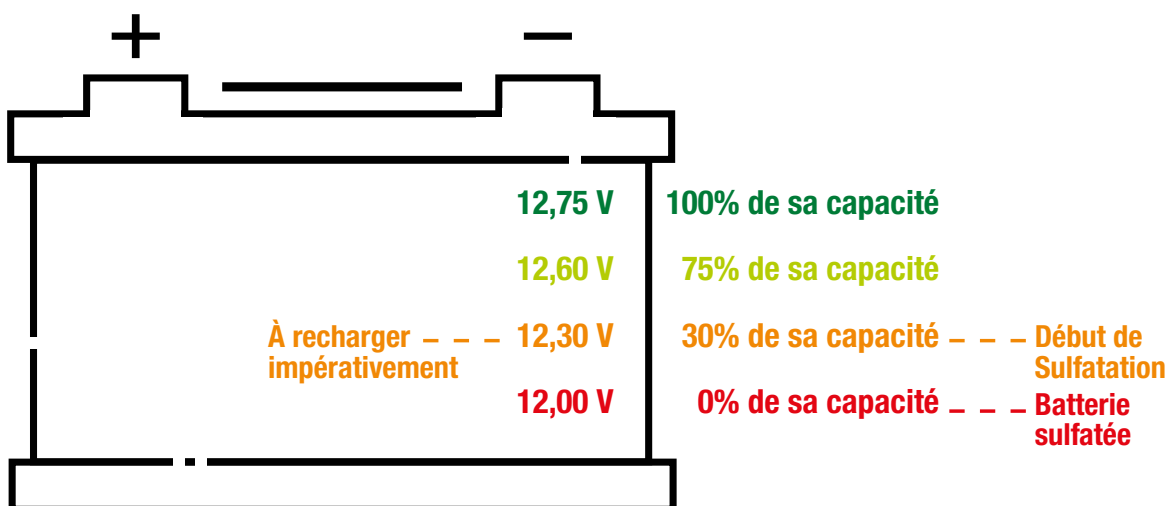 + −
12,75 V 100% de sa capacité
12,60 V 75% de sa capacité
À recharger – – – 12,30 V 30% de sa capacité – – – Début de
impérativement Sulfatation
12,00 V 0% de sa capacité – – – Batterie
sulfatée